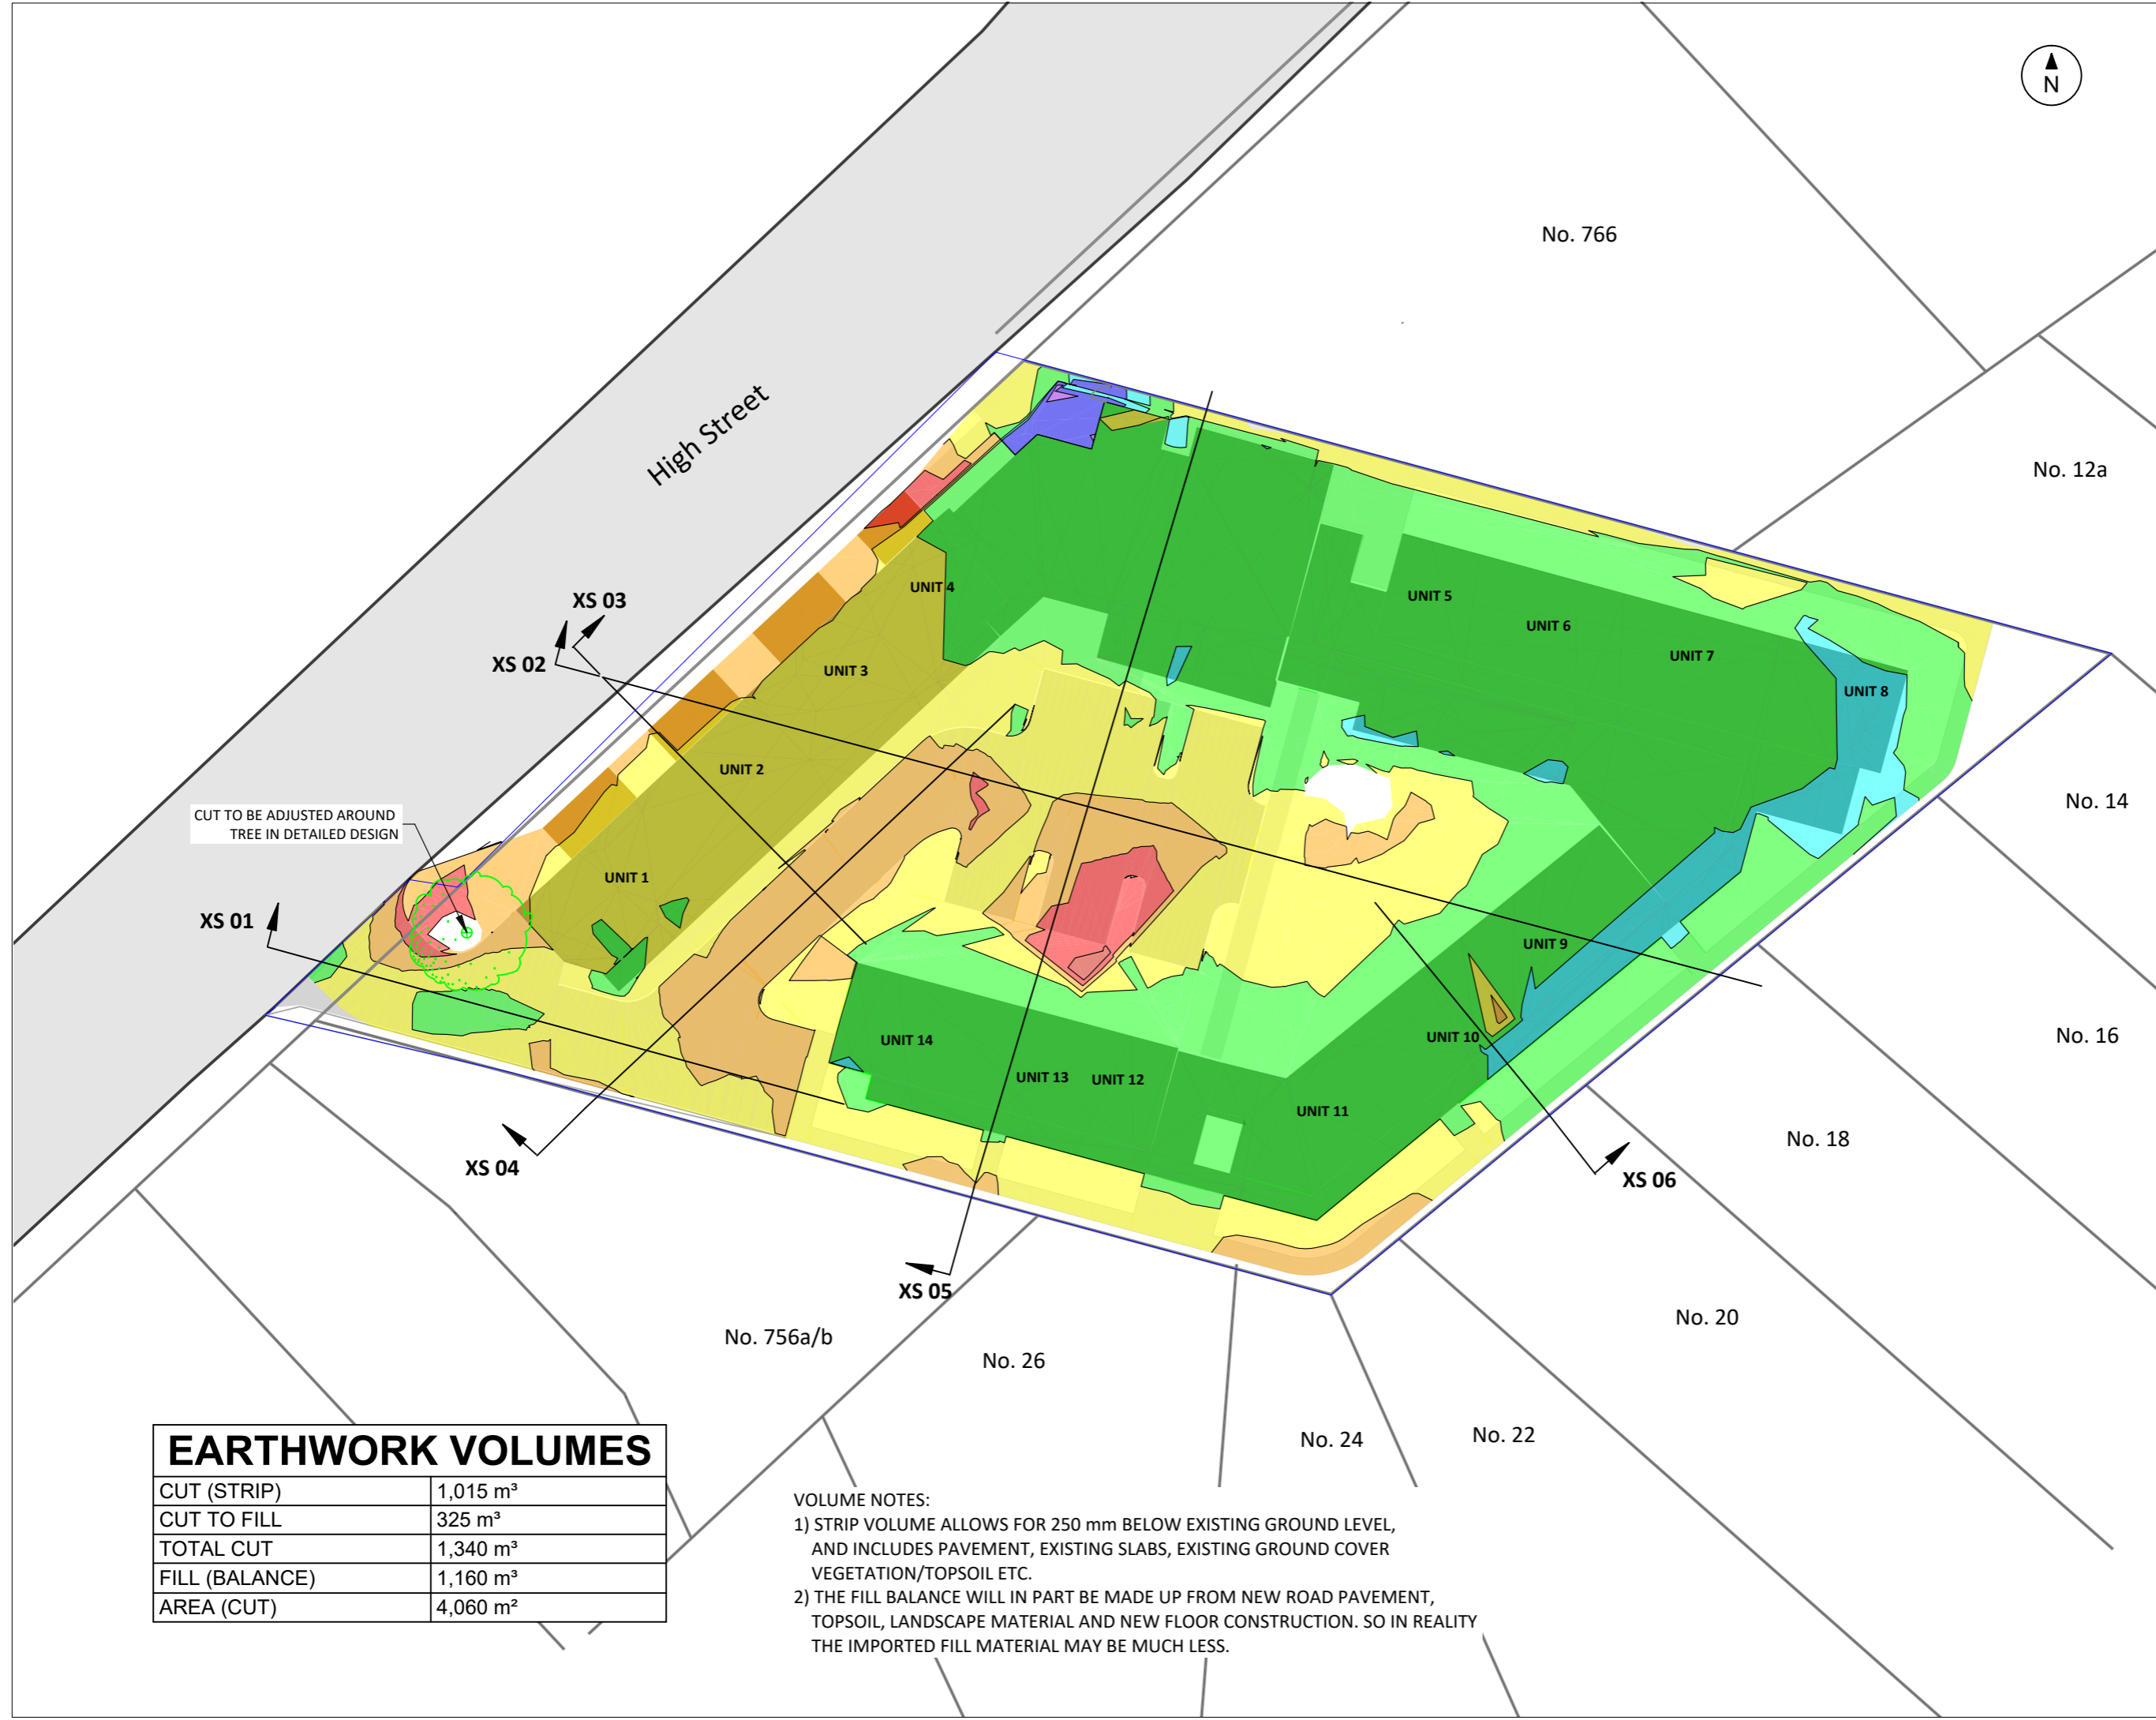 N
No. 766
High Street
No. 12a
UNIT 4
UNIT 5
XS 03
UNIT 6
UNIT 3
UNIT 7
XS 02
UNIT 8
UNIT 2
No. 14
CUT TO BE ADJUSTED AROUND
TREE IN DETAILED DESIGN
UNIT 1
XS 01
UNIT 9
No. 16
UNIT 14
UNIT 10
UNIT 13
UNIT 12
UNIT 11
No. 18
XS 04
XS 06
XS 05
No. 20
No. 756a/b
No. 26
No. 24
No. 22
EARTHWORK VOLUMES
CUT (STRIP) 1,015 m³
CUT TO FILL 325 m³
TOTAL CUT 1,340 m³
FILL (BALANCE) 1,160 m³
AREA (CUT) 4,060 m²
VOLUME NOTES:
1) STRIP VOLUME ALLOWS FOR 250 mm BELOW EXISTING GROUND LEVEL,
AND INCLUDES PAVEMENT, EXISTING SLABS, EXISTING GROUND COVER
VEGETATION/TOPSOIL ETC.
2) THE FILL BALANCE WILL IN PART BE MADE UP FROM NEW ROAD PAVEMENT,
TOPSOIL, LANDSCAPE MATERIAL AND NEW FLOOR CONSTRUCTION. SO IN REALITY
THE IMPORTED FILL MATERIAL MAY BE MUCH LESS.